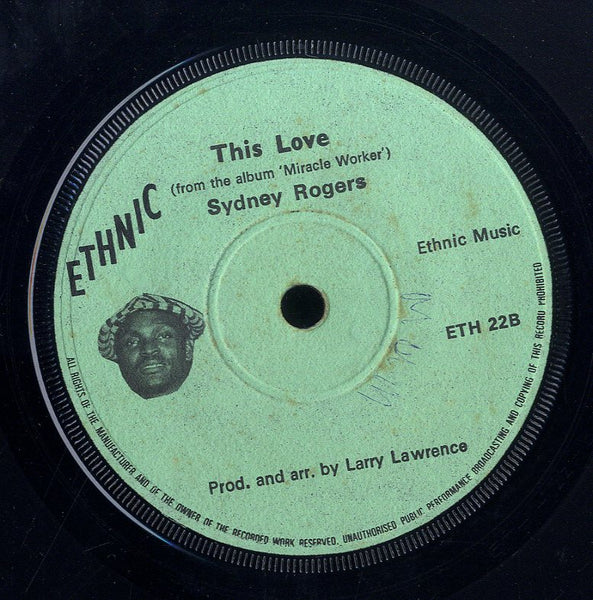 This Love
(from the album 'Miracle Worker')
Sydney Rogers
ETHNIC
Ethnic Music
ETH 22B
Prod. and arr. by Larry Lawrence
ALL RIGHTS OF THE MANUFACTURER AND OF THE OWNER OF THE RECORDED WORK RESERVED. UNAUTHORISED PUBLIC PERFORMANCE BROADCASTING AND COPYING OF THIS RECORD PROHIBITED